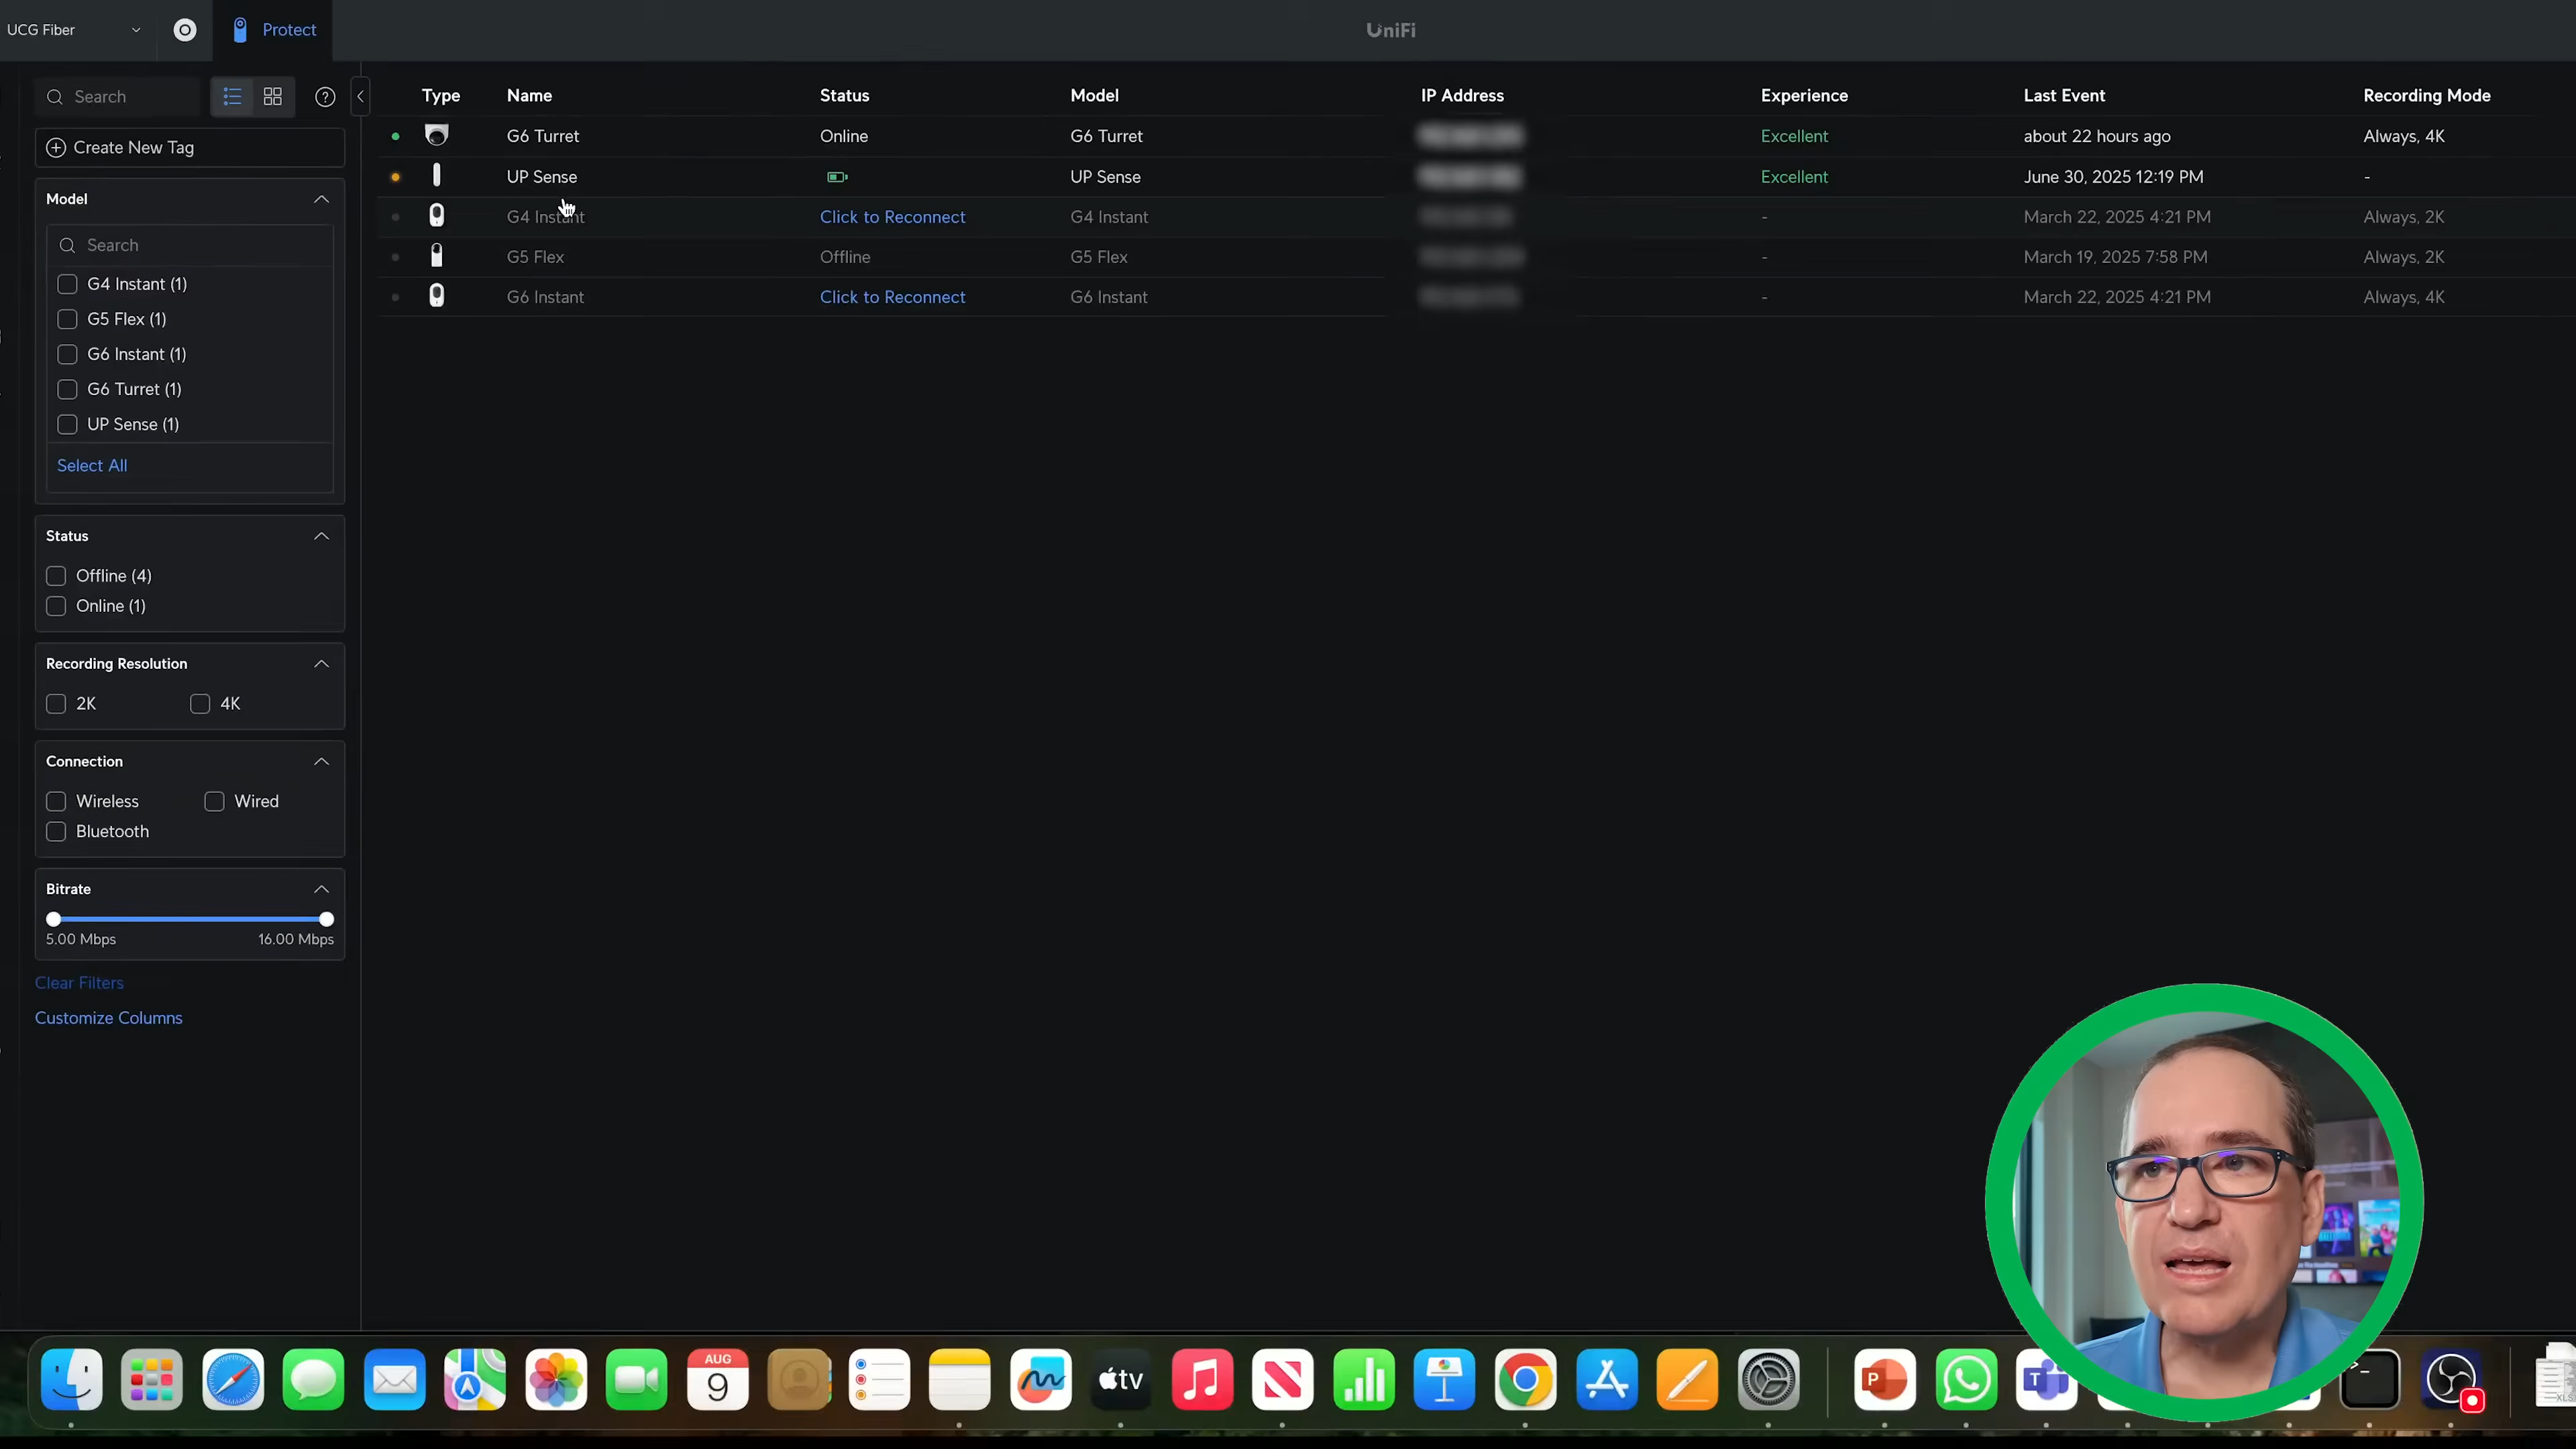 UCG Fiber
Protect
UniFi
Search
Create New Tag
Model
Search
G4 Instant (1)
G5 Flex (1)
G6 Instant (1)
G6 Turret (1)
UP Sense (1)
Select All
Status
Offline (4)
Online (1)
Recording Resolution
2K 4K
Connection
Wireless Wired
Bluetooth
Bitrate
5.00 Mbps 16.00 Mbps
Clear Filters
Customize Columns
Type Name Status Model IP Address Experience Last Event Recording Mode
G6 Turret Online G6 Turret Excellent about 22 hours ago Always, 4K
UP Sense UP Sense Excellent June 30, 2025 12:19 PM -
G4 Instant Click to Reconnect G4 Instant - March 22, 2025 4:21 PM Always, 2K
G5 Flex Offline G5 Flex - March 19, 2025 7:58 PM Always, 2K
G6 Instant Click to Reconnect G6 Instant - March 22, 2025 4:21 PM Always, 4K
AUG
9
tv
P
T
XLS